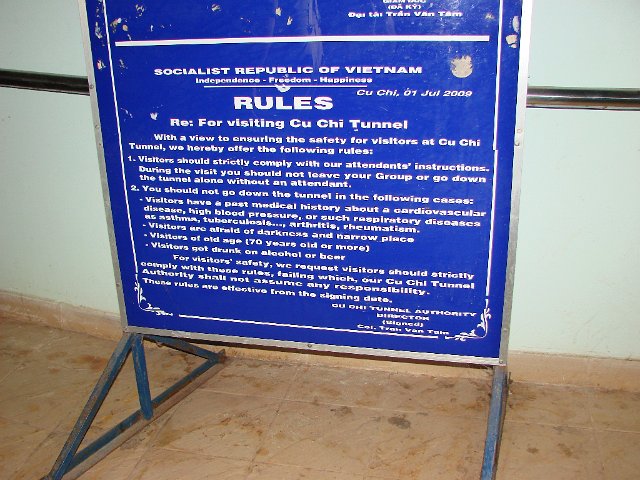 GIÁM ĐỐC
(ĐÃ KÝ)
Đại tá: Trần Văn Tâm
SOCIALIST REPUBLIC OF VIETNAM
Independence - Freedom - Happiness
Cu Chi, 01 Jul 2009
RULES
Re: For visiting Cu Chi Tunnel
With a view to ensuring the safety for visitors at Cu Chi
Tunnel, we hereby offer the following rules:
1. Visitors should strictly comply with our attendants' instructions.
During the visit you should not leave your Group or go down
the tunnel alone without an attendant.
2. You should not go down the tunnel in the following cases:
- Visitors have a past medical history about a cardiovascular
disease, high blood pressure, or such respiratory diseases
as asthma, tuberculosis..., arthritis, rheumatism.
- Visitors are afraid of darkness and narrow place
- Visitors of old age (70 years old or more)
- Visitors got drunk on alcohol or beer
For visitors' safety, we request visitors should strictly
comply with these rules, failing which, our Cu Chi Tunnel
Authority shall not assume any responsibility.
These rules are effective from the signing date.
CU CHI TUNNEL AUTHORITY
DIRECTOR
(Signed)
Col. Tran Van Tam